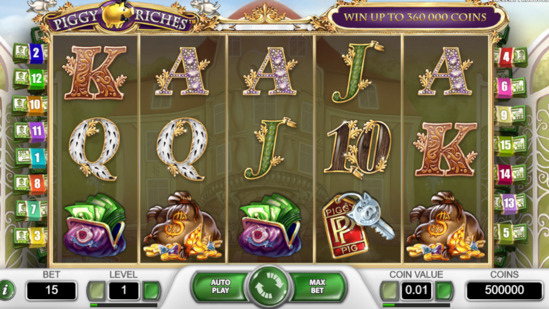 PIGGY RICHES
WIN UP TO 360 000 COINS
K A A J A
Q Q J 10 K
PIGGY
PIG
2
12
10
11
1
8
7
3
4
6
9
15
14
13
5
BET
15
LEVEL
1
AUTO
PLAY
SPIN
MAX
BET
COIN VALUE
0.01
COINS
500000